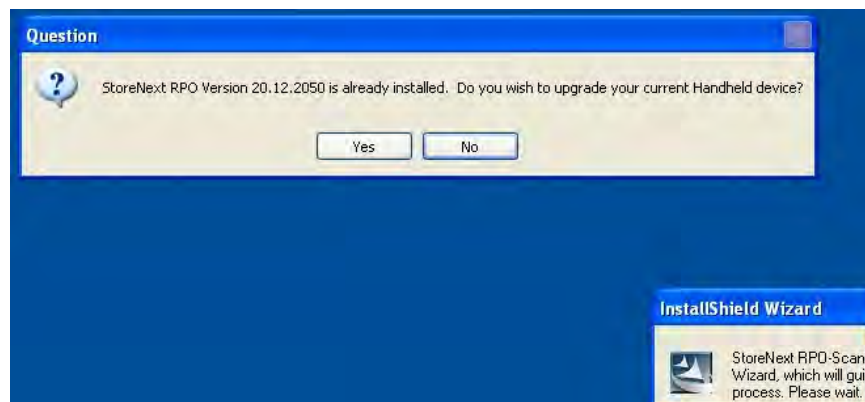 Question
StoreNext RPO Version 20.12.2050 is already installed. Do you wish to upgrade your current Handheld device?
Yes
No
InstallShield Wizard
StoreNext RPO-Scan
Wizard, which will gui
process. Please wait